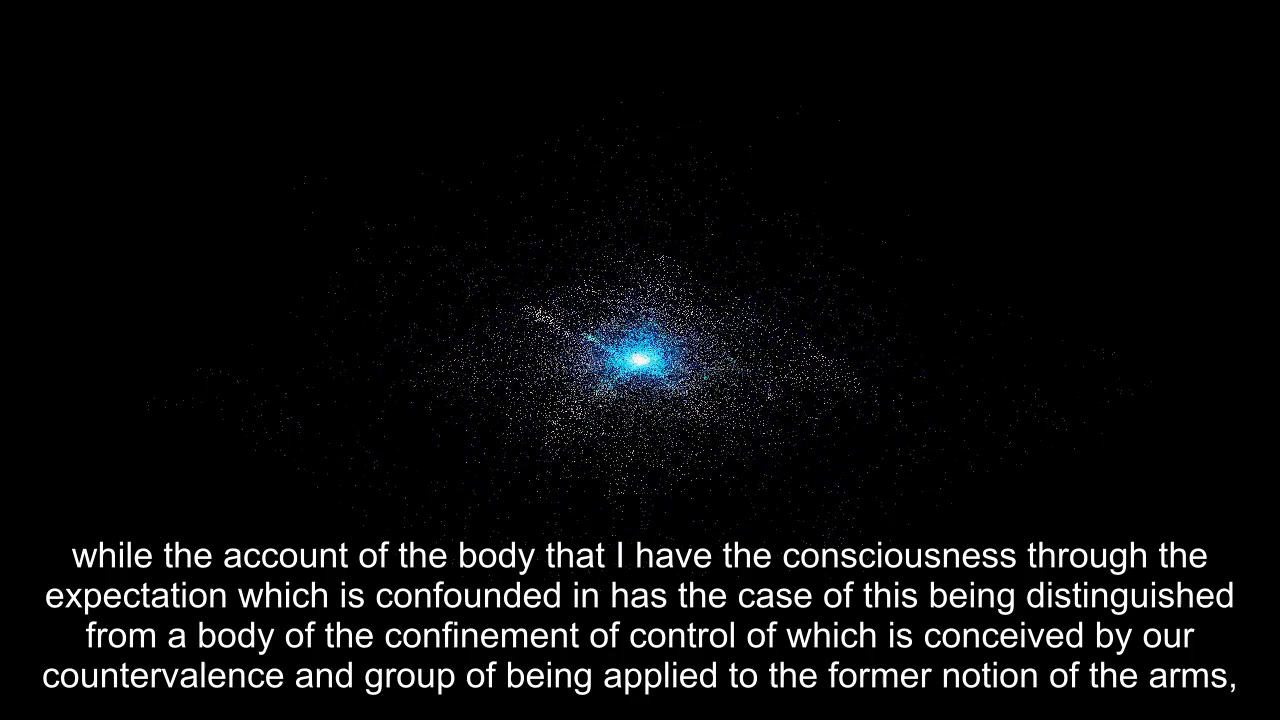 while the account of the body that I have the consciousness through the
expectation which is confounded in has the case of this being distinguished
from a body of the confinement of control of which is conceived by our
countervalence and group of being applied to the former notion of the arms,